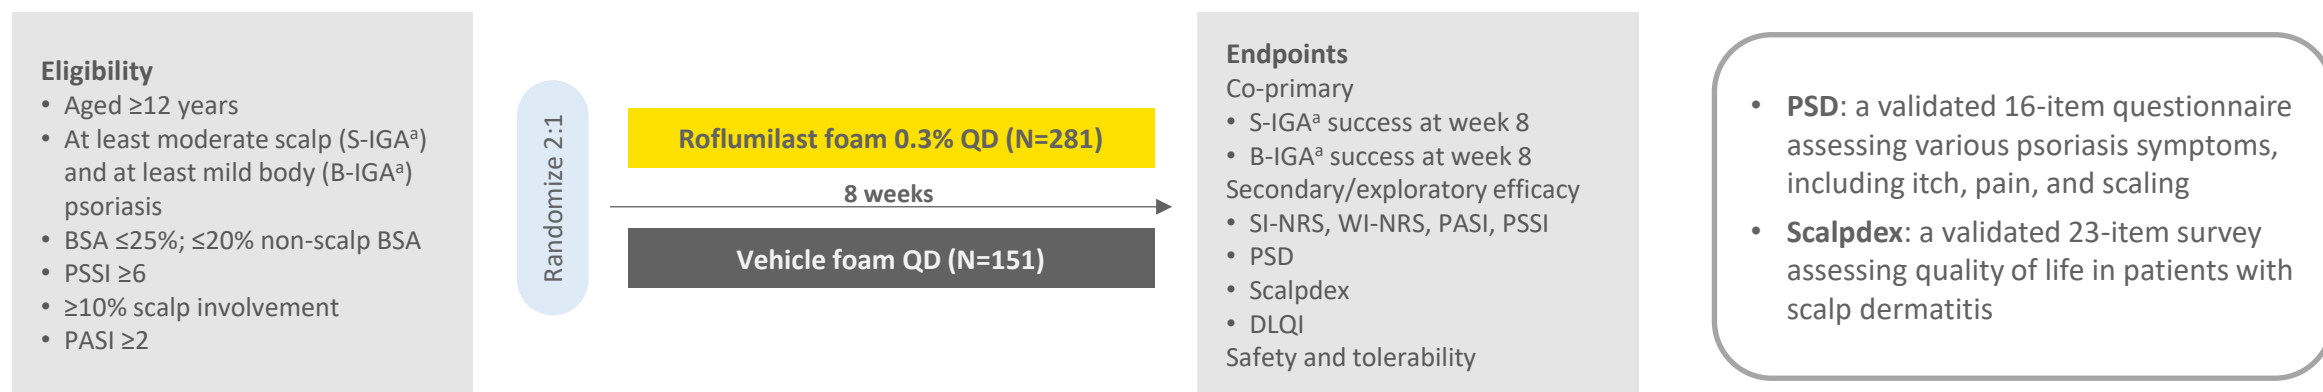 Eligibility
• Aged ≥12 years
• At least moderate scalp (S-IGAᵃ)
and at least mild body (B-IGAᵃ)
psoriasis
• BSA ≤25%; ≤20% non-scalp BSA
• PSSI ≥6
• ≥10% scalp involvement
• PASI ≥2
Randomize 2:1
Roflumilast foam 0.3% QD (N=281)
8 weeks
Vehicle foam QD (N=151)
Endpoints
Co-primary
• S-IGAᵃ success at week 8
• B-IGAᵃ success at week 8
Secondary/exploratory efficacy
• SI-NRS, WI-NRS, PASI, PSSI
• PSD
• Scalpdex
• DLQI
Safety and tolerability
• PSD: a validated 16-item questionnaire
assessing various psoriasis symptoms,
including itch, pain, and scaling
• Scalpdex: a validated 23-item survey
assessing quality of life in patients with
scalp dermatitis